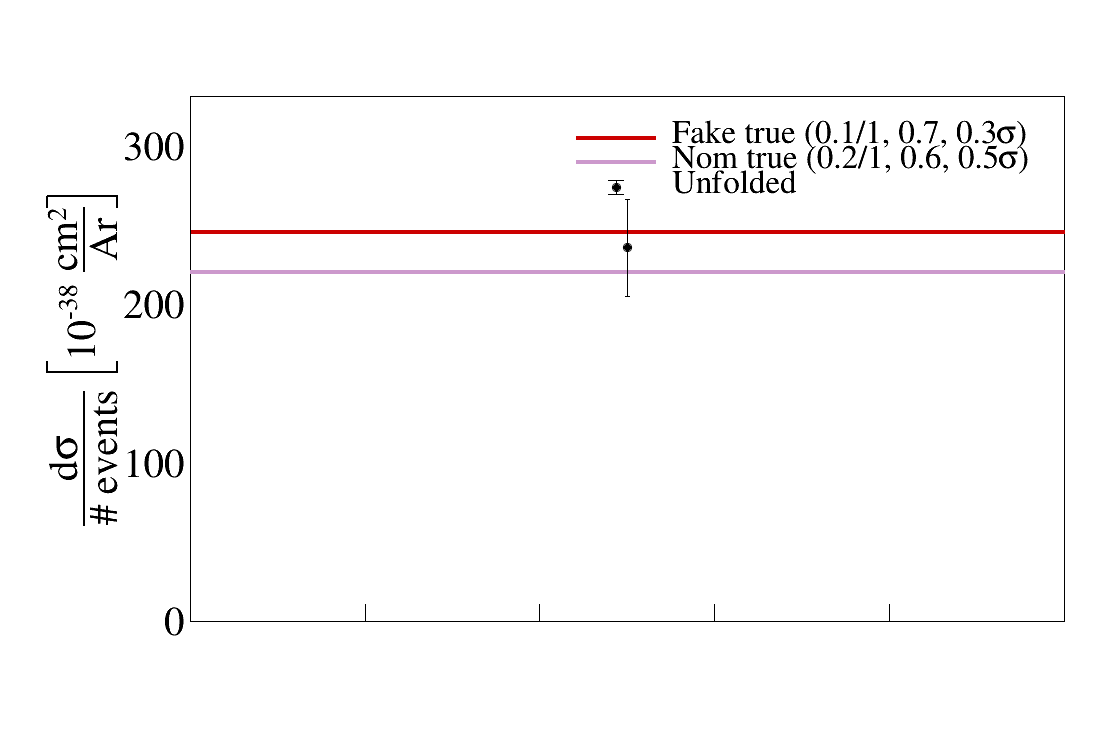 Fake true (0.1/1, 0.7, 0.3σ)
Nom true (0.2/1, 0.6, 0.5σ)
Unfolded
300
200
100
0
dσ
# events
[10⁻³⁸ cm²
Ar]